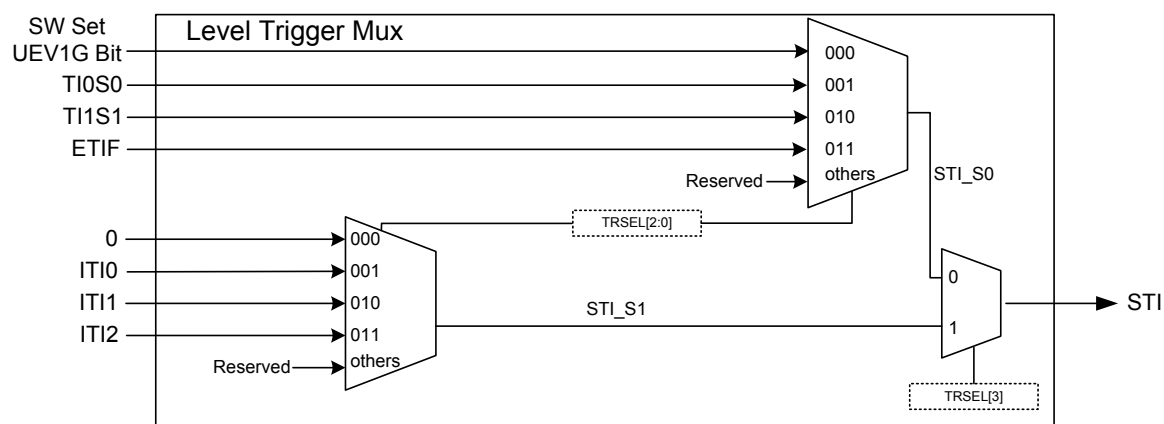 SW Set
UEV1G Bit
Level Trigger Mux
000
TI0S0
001
TI1S1
010
ETIF
011
Reserved
others
STI_S0
TRSEL[2:0]
0
000
ITI0
001
ITI1
010
ITI2
011
Reserved
others
STI_S1
0
1
STI
TRSEL[3]